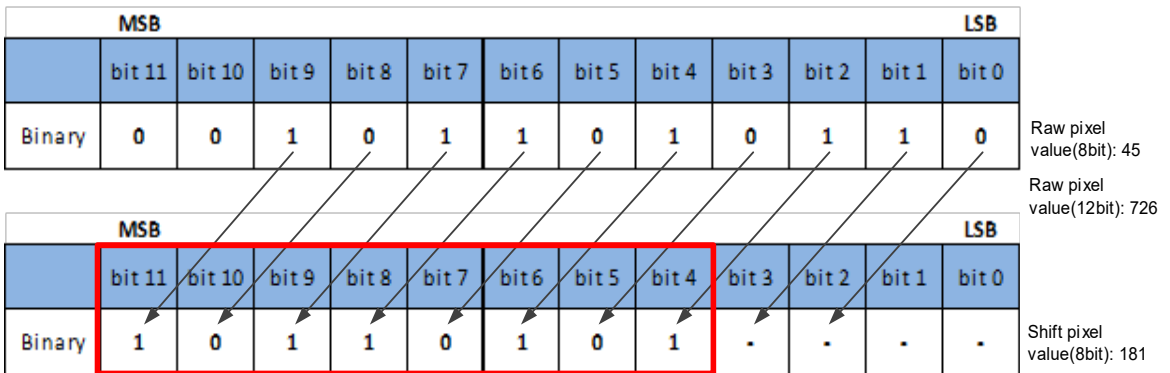 MSB LSB
bit 11 bit 10 bit 9 bit 8 bit 7 bit6 bit 5 bit 4 bit 3 bit 2 bit 1 bit 0
Binary 0 0 1 0 1 1 0 1 0 1 1 0
Raw pixel
value(8bit): 45
Raw pixel
value(12bit): 726
MSB LSB
bit 11 bit 10 bit 9 bit 8 bit 7 bit6 bit 5 bit 4 bit 3 bit 2 bit 1 bit 0
Binary 1 0 1 1 0 1 0 1 - - - -
Shift pixel
value(8bit): 181